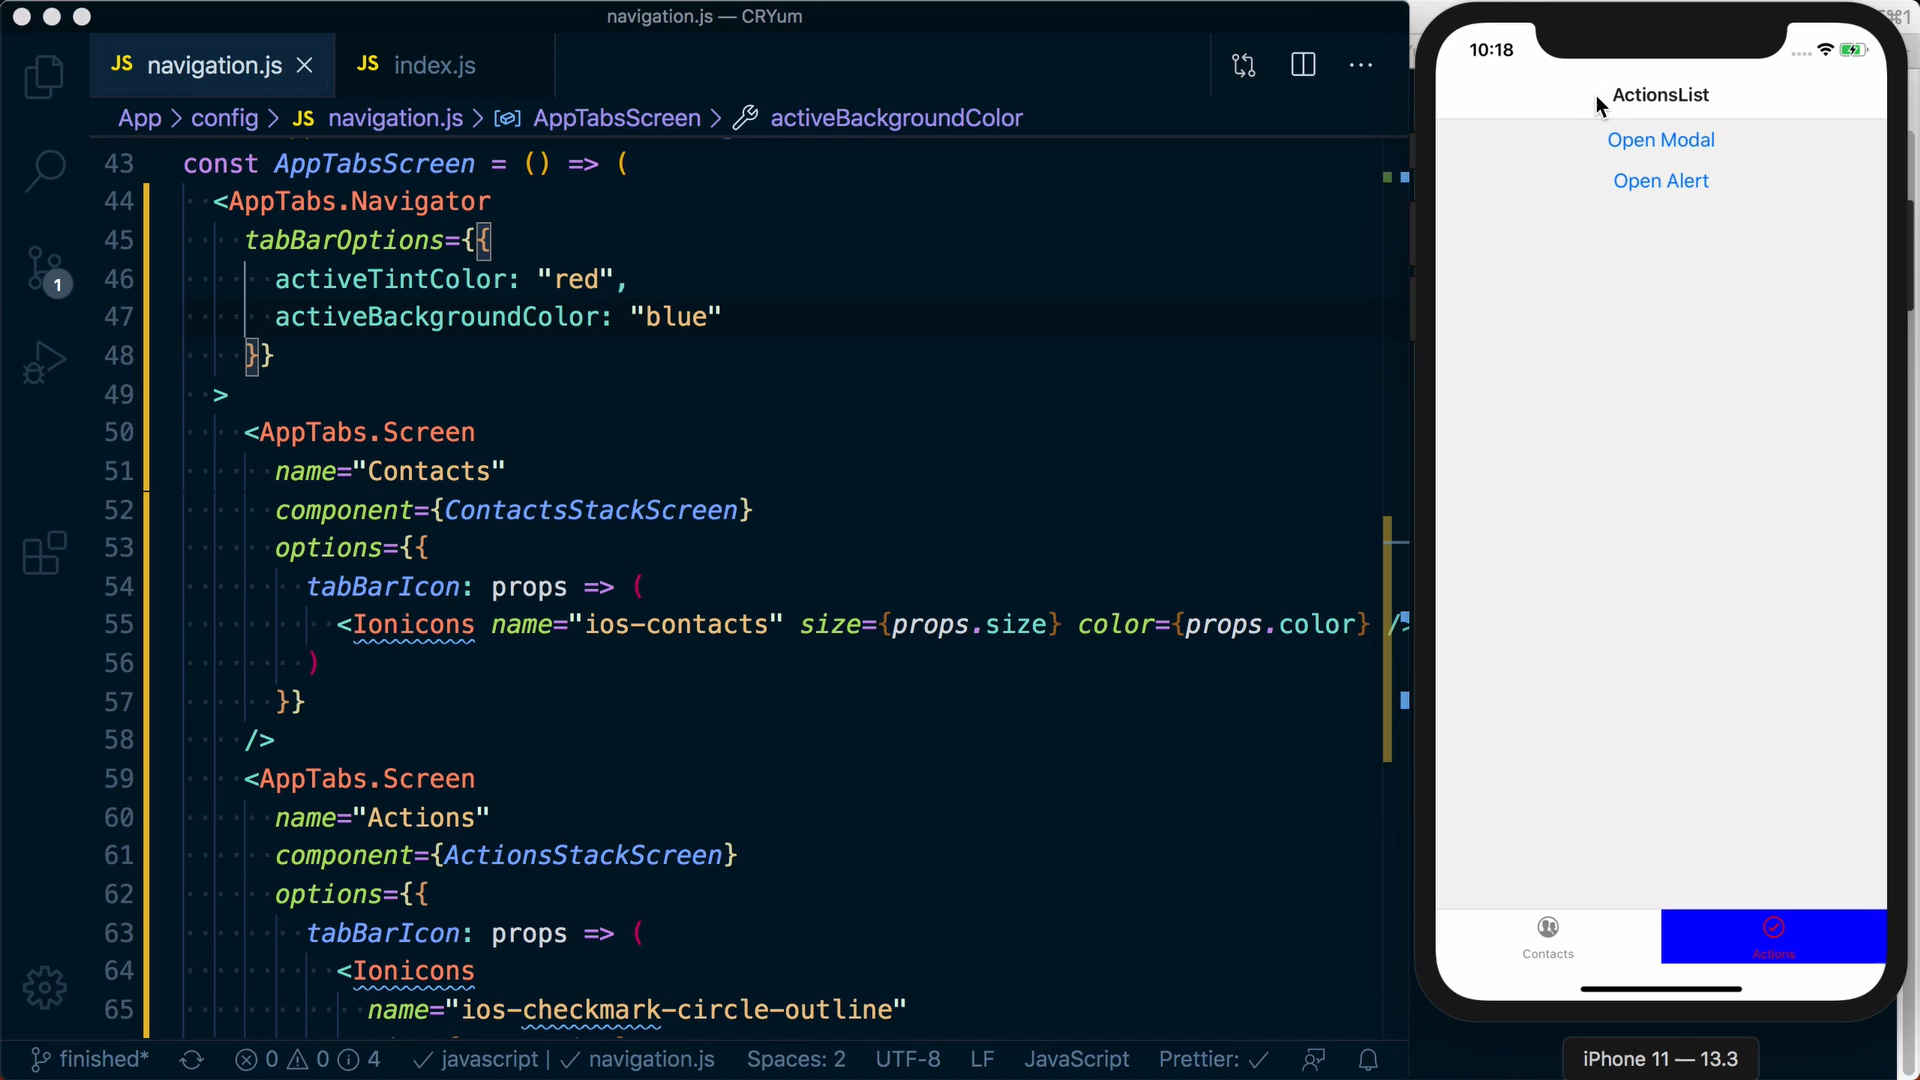 navigation.js — CRYum
JS navigation.js
JS index.js
App > config > JS navigation.js > AppTabsScreen > activeBackgroundColor
43 const AppTabsScreen = () => (
44 <AppTabs.Navigator
45 tabBarOptions={{
46 activeTintColor: "red",
47 activeBackgroundColor: "blue"
48 }}
49 >
50 <AppTabs.Screen
51 name="Contacts"
52 component={ContactsStackScreen}
53 options={{
54 tabBarIcon: props => (
55 <Ionicons name="ios-contacts" size={props.size} color={props.color} />
56 )
57 }}
58 />
59 <AppTabs.Screen
60 name="Actions"
61 component={ActionsStackScreen}
62 options={{
63 tabBarIcon: props => (
64 <Ionicons
65 name="ios-checkmark-circle-outline"
1
finished* 0 0 4 javascript | navigation.js Spaces: 2 UTF-8 LF JavaScript Prettier:
⌘1
10:18
ActionsList
Open Modal
Open Alert
Contacts
Actions
iPhone 11 — 13.3